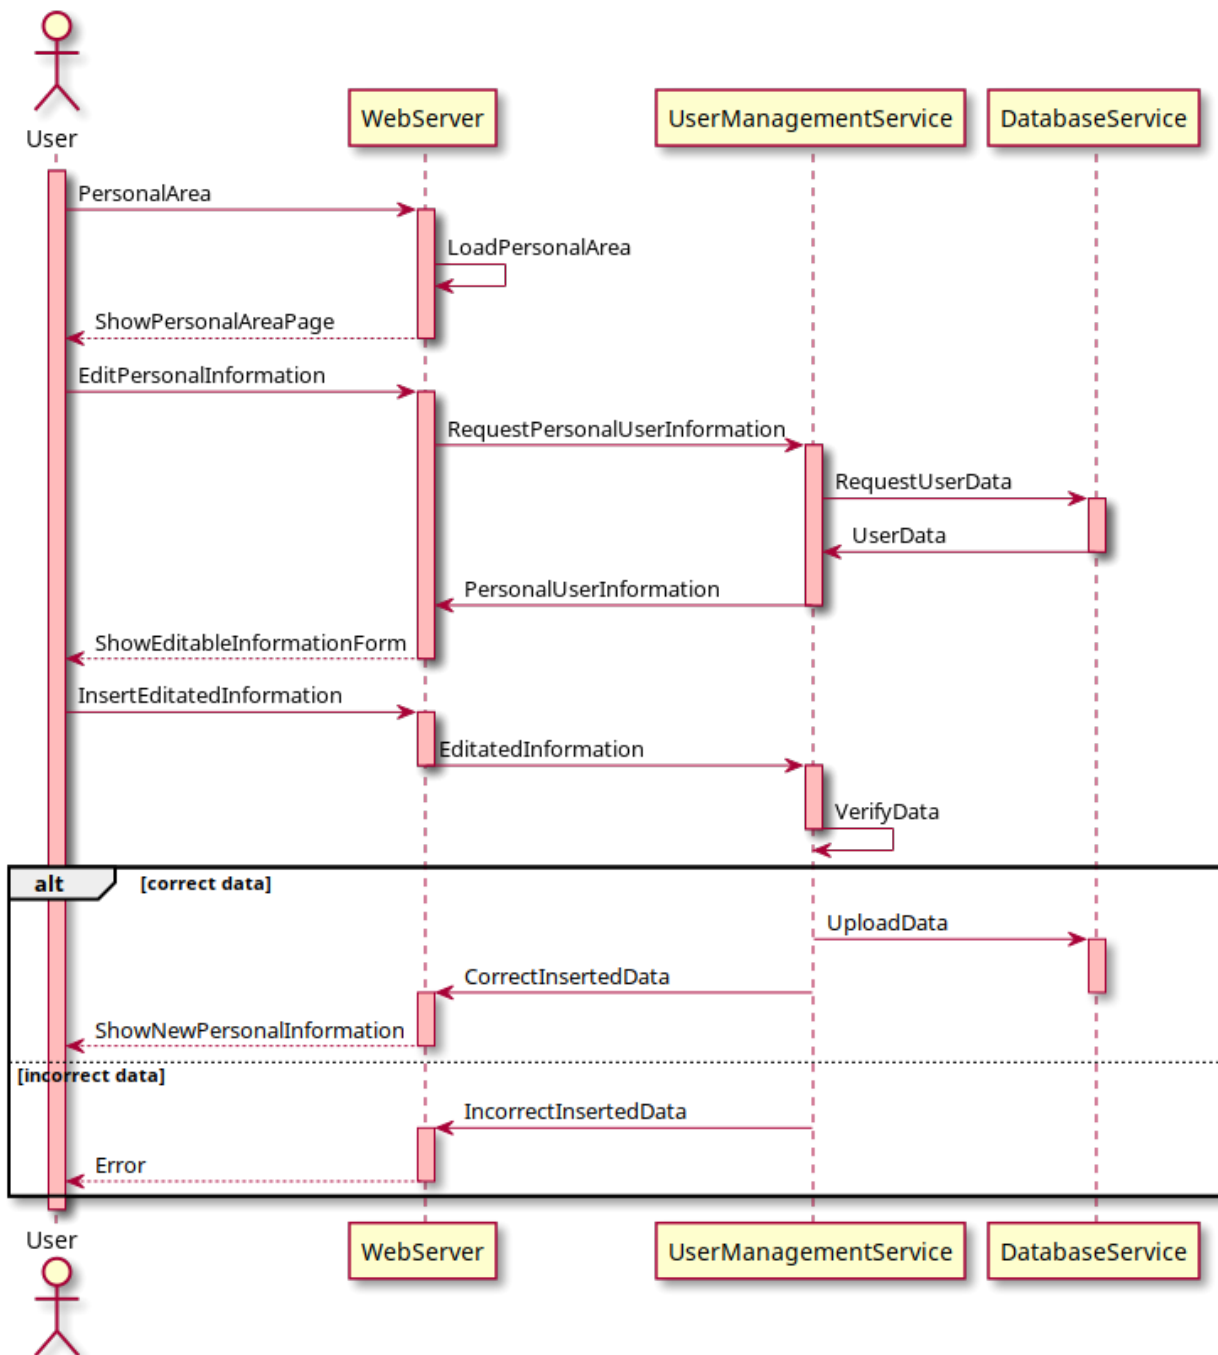 User
WebServer
UserManagementService
DatabaseService
PersonalArea
LoadPersonalArea
ShowPersonalAreaPage
EditPersonalInformation
RequestPersonalUserInformation
RequestUserData
UserData
PersonalUserInformation
ShowEditableInformationForm
InsertEditatedInformation
EditatedInformation
VerifyData
alt
[correct data]
UploadData
CorrectInsertedData
ShowNewPersonalInformation
[incorrect data]
IncorrectInsertedData
Error
User
WebServer
UserManagementService
DatabaseService